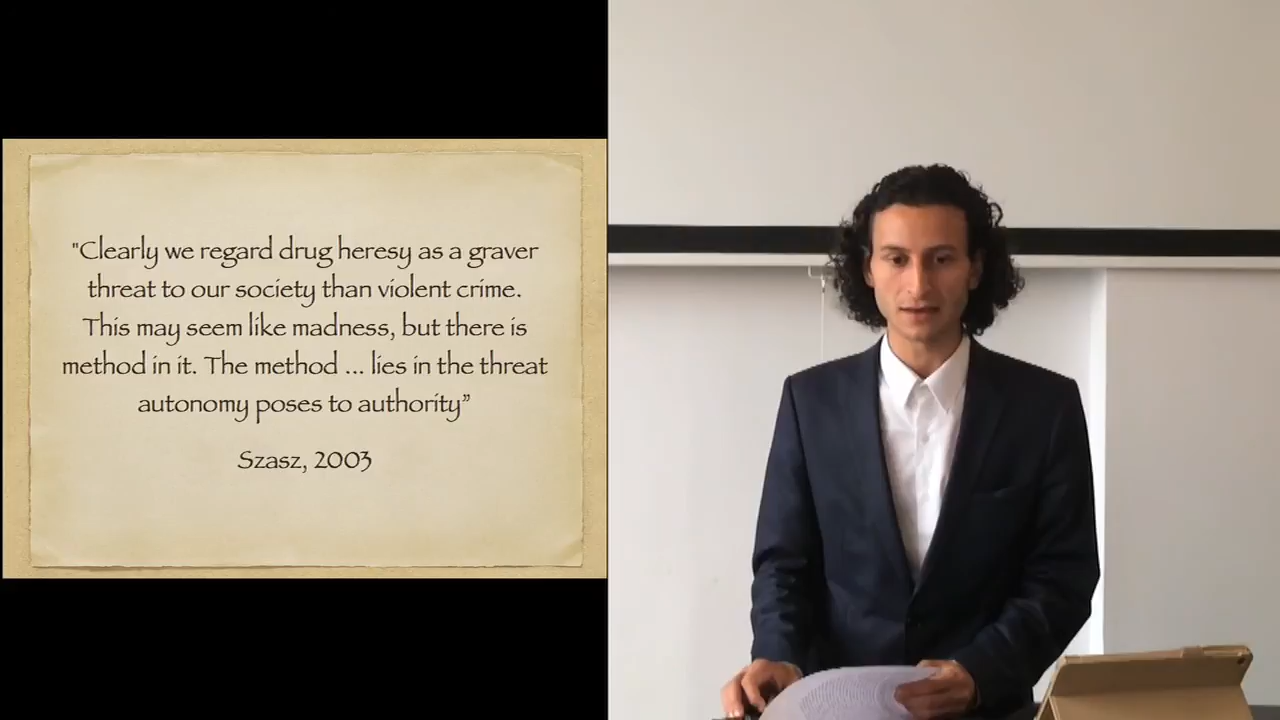 "Clearly we regard drug heresy as a graver
threat to our society than violent crime.
This may seem like madness, but there is
method in it. The method ... lies in the threat
autonomy poses to authority”
Szasz, 2003